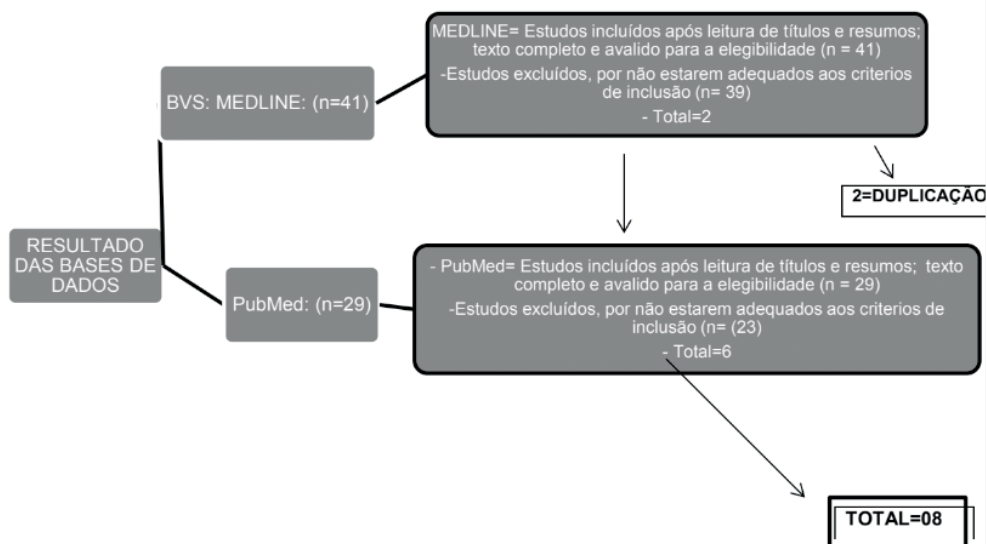 MEDLINE= Estudos incluídos após leitura de títulos e resumos;
texto completo e avalido para a elegibilidade (n = 41)
-Estudos excluídos, por não estarem adequados aos criterios
de inclusão (n= 39)
- Total=2
BVS: MEDLINE: (n=41)
2=DUPLICAÇÃO
RESULTADO
DAS BASES DE
DADOS
PubMed: (n=29)
- PubMed= Estudos incluídos após leitura de títulos e resumos; texto
completo e avalido para a elegibilidade (n = 29)
-Estudos excluídos, por não estarem adequados aos criterios de
inclusão (n= (23)
- Total=6
TOTAL=08